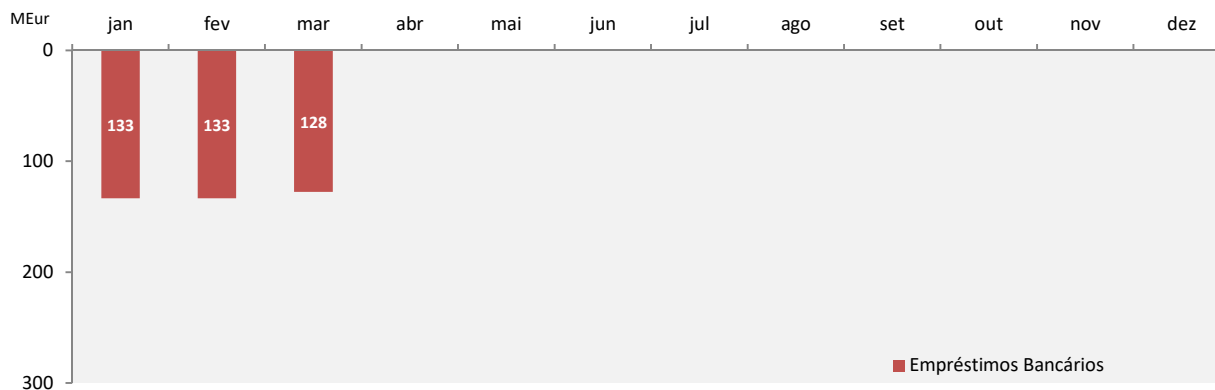 MEur jan fev mar abr mai jun jul ago set out nov dez
0
133 133 128
100
200
Empréstimos Bancários
300